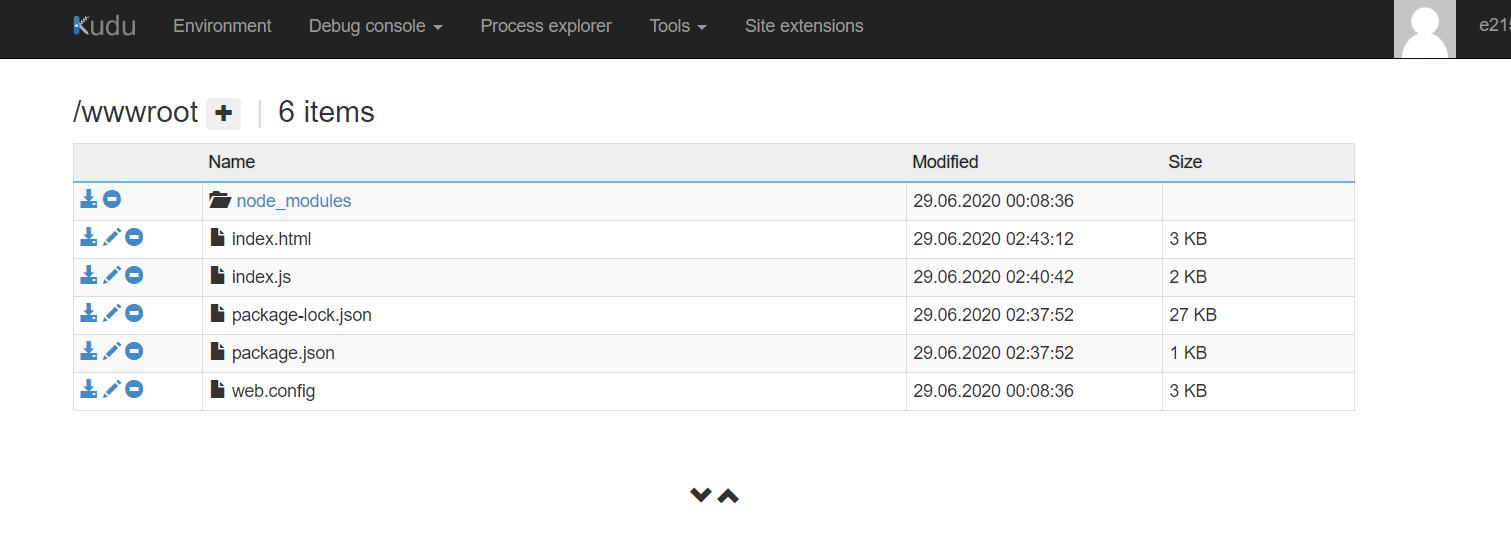 Kudu Environment Debug console Process explorer Tools Site extensions e215
/wwwroot | 6 items
Name Modified Size
node_modules 29.06.2020 00:08:36
index.html 29.06.2020 02:43:12 3 KB
index.js 29.06.2020 02:40:42 2 KB
package-lock.json 29.06.2020 02:37:52 27 KB
package.json 29.06.2020 02:37:52 1 KB
web.config 29.06.2020 00:08:36 3 KB